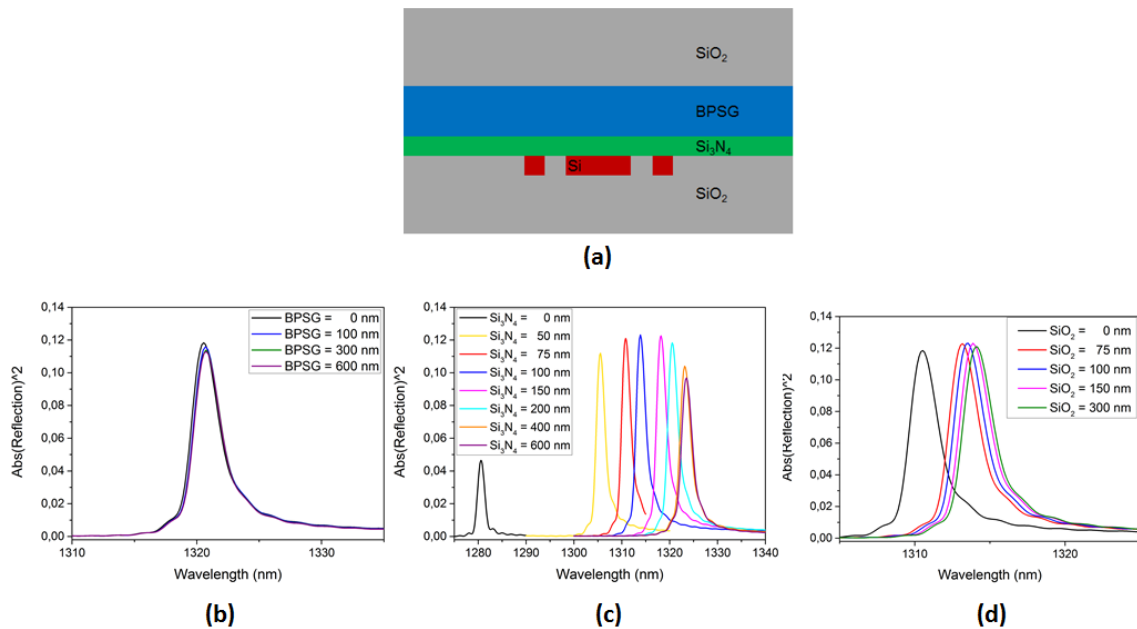 SiO₂
BPSG
Si₃N₄
Si
SiO₂
(a)
Abs(Reflection)^2
0,14
0,12
0,10
0,08
0,06
0,04
0,02
0,00
BPSG = 0 nm
BPSG = 100 nm
BPSG = 300 nm
BPSG = 600 nm
1310 1320 1330
Wavelength (nm)
(b)
Abs(Reflection)^2
0,14
0,12
0,10
0,08
0,06
0,04
0,02
0,00
Si₃N₄ = 0 nm
Si₃N₄ = 50 nm
Si₃N₄ = 75 nm
Si₃N₄ = 100 nm
Si₃N₄ = 150 nm
Si₃N₄ = 200 nm
Si₃N₄ = 400 nm
Si₃N₄ = 600 nm
1280 1290 1300 1310 1320 1330 1340
Wavelength (nm)
(c)
Abs(Reflection)^2
0,14
0,12
0,10
0,08
0,06
0,04
0,02
0,00
SiO₂ = 0 nm
SiO₂ = 75 nm
SiO₂ = 100 nm
SiO₂ = 150 nm
SiO₂ = 300 nm
1310 1320
Wavelength (nm)
(d)